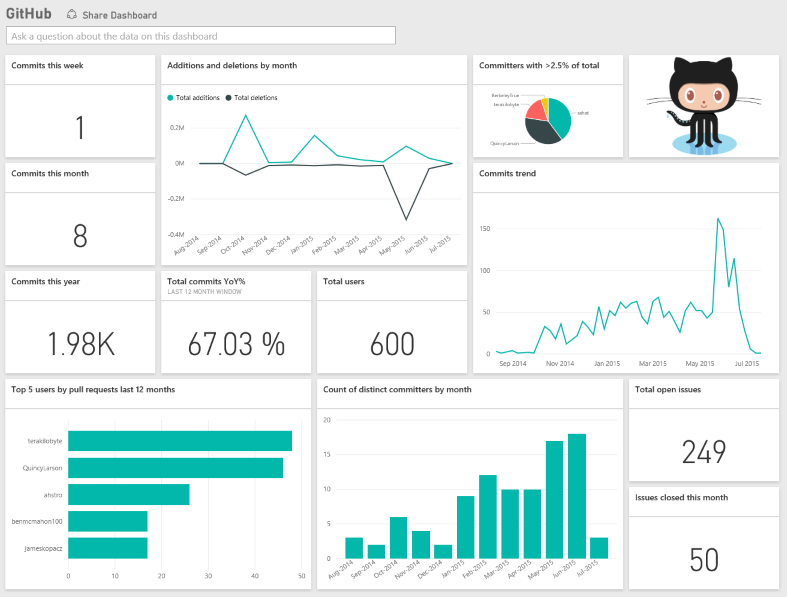 GitHub
Share Dashboard
Ask a question about the data on this dashboard
Commits this week
1
Commits this month
8
Commits this year
1.98K
Additions and deletions by month
Total additions
Total deletions
0.2M
0M
-0.2M
-0.4M
Aug-2014
Sep-2014
Oct-2014
Nov-2014
Dec-2014
Jan-2015
Feb-2015
Mar-2015
Apr-2015
May-2015
Jun-2015
Jul-2015
Total commits YoY%
LAST 12 MONTH WINDOW
67.03 %
Total users
600
Committers with >2.5% of total
BerkeleyTrue
terakilobyte
QuincyLarson
Commits trend
150
100
50
0
Sep 2014
Nov 2014
Jan 2015
Mar 2015
May 2015
Jul 2015
Top 5 users by pull requests last 12 months
terakilobyte
QuincyLarson
ahstro
benmcmahon100
jameskopacz
0
10
20
30
40
50
Count of distinct committers by month
20
15
10
5
0
Aug-2014
Sep-2014
Oct-2014
Nov-2014
Dec-2014
Jan-2015
Feb-2015
Mar-2015
Apr-2015
May-2015
Jun-2015
Jul-2015
Total open issues
249
Issues closed this month
50